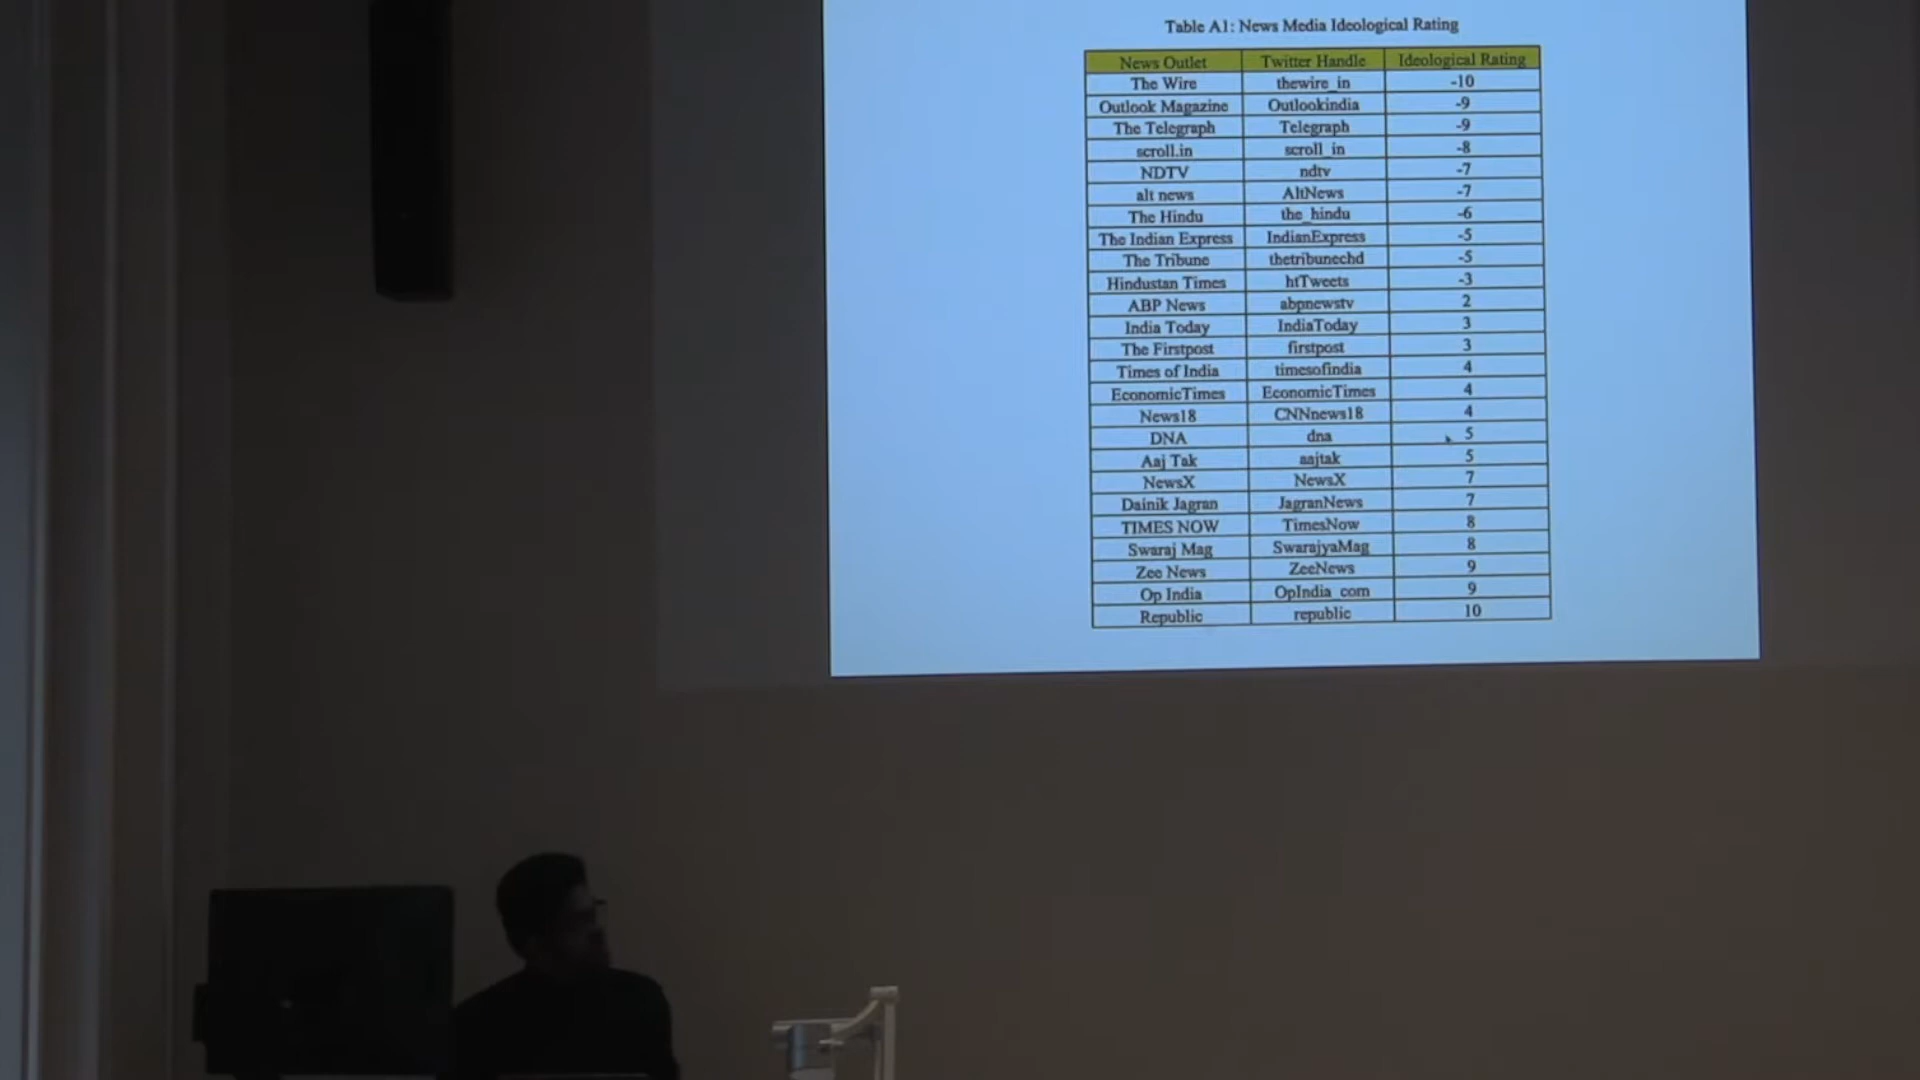 Table A1: News Media Ideological Rating
News Outlet Twitter Handle Ideological Rating
The Wire thewire_in -10
Outlook Magazine Outlookindia -9
The Telegraph Telegraph -9
scroll.in scroll_in -8
NDTV ndtv -7
alt news AltNews -7
The Hindu the_hindu -6
The Indian Express IndianExpress -5
The Tribune thetribunechd -5
Hindustan Times htTweets -3
ABP News abpnewstv 2
India Today IndiaToday 3
The Firstpost firstpost 3
Times of India timesofindia 4
EconomicTimes EconomicTimes 4
News18 CNNnews18 4
DNA dna 5
Aaj Tak aajtak 5
NewsX NewsX 7
Dainik Jagran JagranNews 7
TIMES NOW TimesNow 8
Swaraj Mag SwarajyaMag 8
Zee News ZeeNews 9
Op India OpIndia_com 9
Republic republic 10